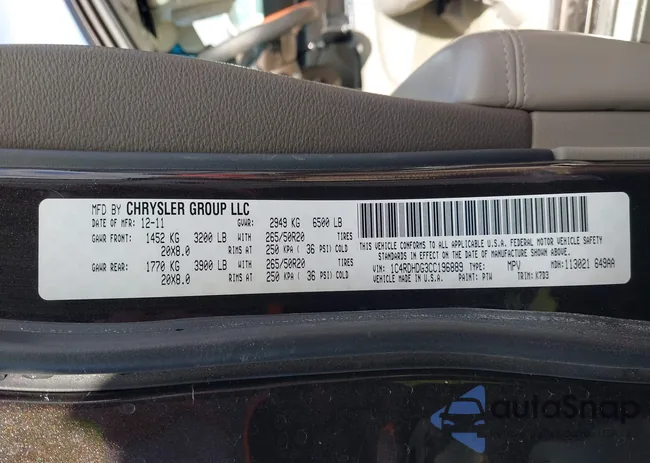 MFD BY CHRYSLER GROUP LLC
DATE OF MFR: 12-11 GVWR: 2949 KG 6500 LB
GAWR FRONT: 1452 KG 3200 LB WITH 265/50R20 TIRES
20X8.0 RIMS AT 250 KPA ( 36 PSI) COLD
GAWR REAR: 1770 KG 3900 LB WITH 265/50R20 TIRES
20X8.0 RIMS AT 250 KPA ( 36 PSI) COLD
THIS VEHICLE CONFORMS TO ALL APPLICABLE U.S.A. FEDERAL MOTOR VEHICLE SAFETY
STANDARDS IN EFFECT ON THE DATE OF MANUFACTURE SHOWN ABOVE.
VIN: 1C4RDHDG3CC196889 TYPE: MPV MDH: 113021 649AA
VEHICLE MADE IN U.S.A. PAINT: PTW TRIM: K7D3
autoSnap